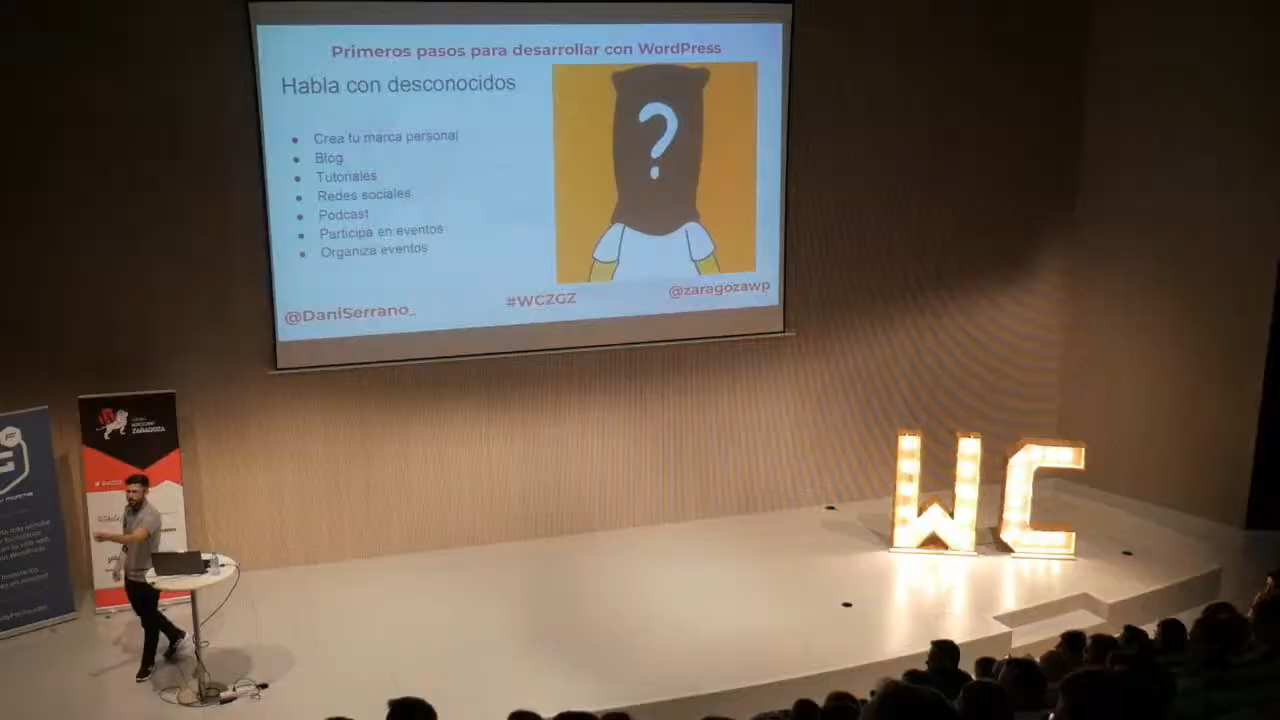 Primeros pasos para desarrollar con WordPress
Habla con desconocidos
● Crea tu marca personal
● Blog
● Tutoriales
● Redes sociales
● Podcast
● Participa en eventos
● Organiza eventos
?
@DaniSerrano_
#WCZGZ
@zaragozawp
ZARAGOZA
WC